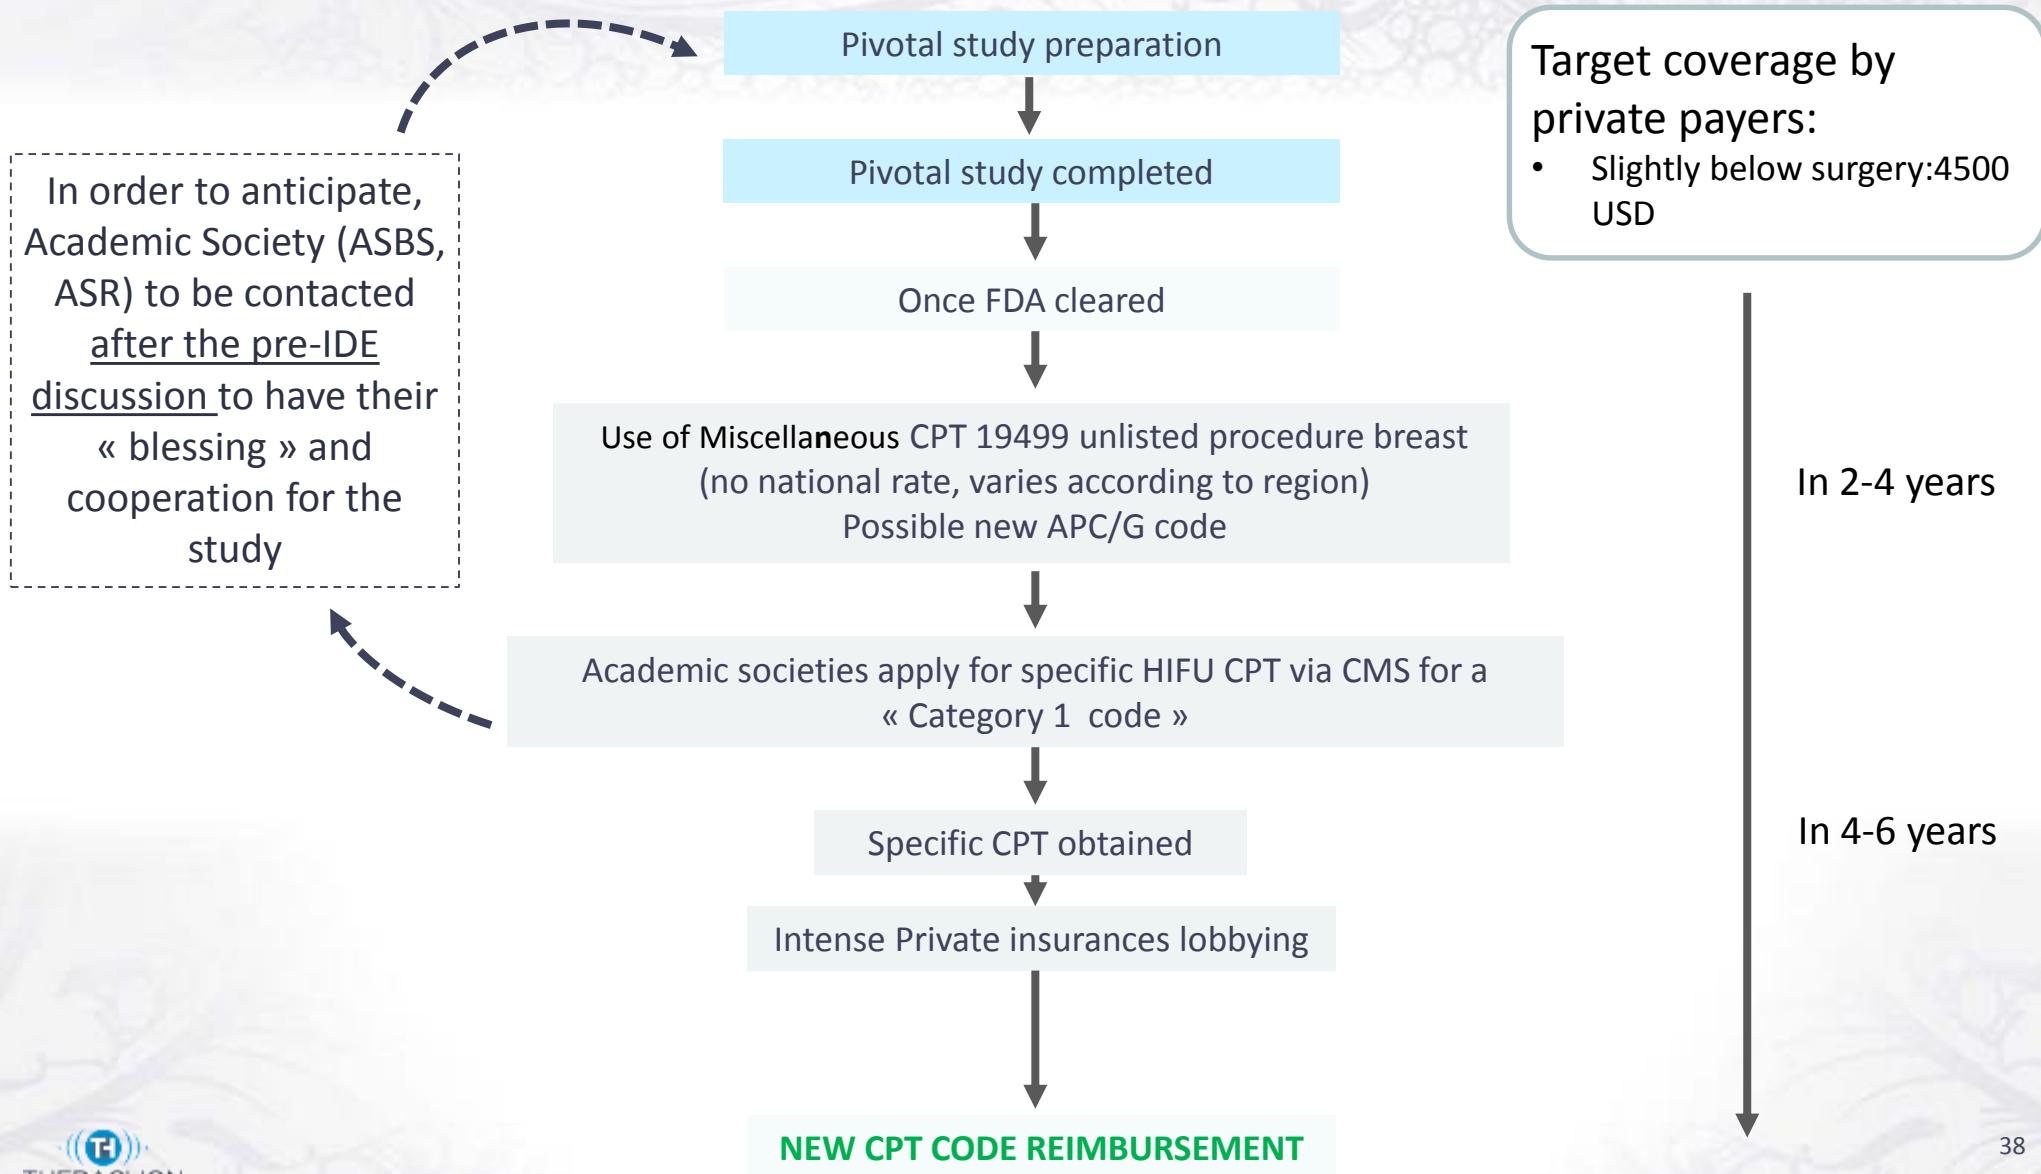 Pivotal study preparation
Pivotal study completed
Once FDA cleared
Use of Miscellaneous CPT 19499 unlisted procedure breast
(no national rate, varies according to region)
Possible new APC/G code
Academic societies apply for specific HIFU CPT via CMS for a
« Category 1 code »
Specific CPT obtained
Intense Private insurances lobbying
NEW CPT CODE REIMBURSEMENT
In order to anticipate,
Academic Society (ASBS,
ASR) to be contacted
after the pre-IDE
discussion to have their
« blessing » and
cooperation for the
study
Target coverage by
private payers:
• Slightly below surgery:4500
USD
In 2-4 years
In 4-6 years
TH
THERACLION
38